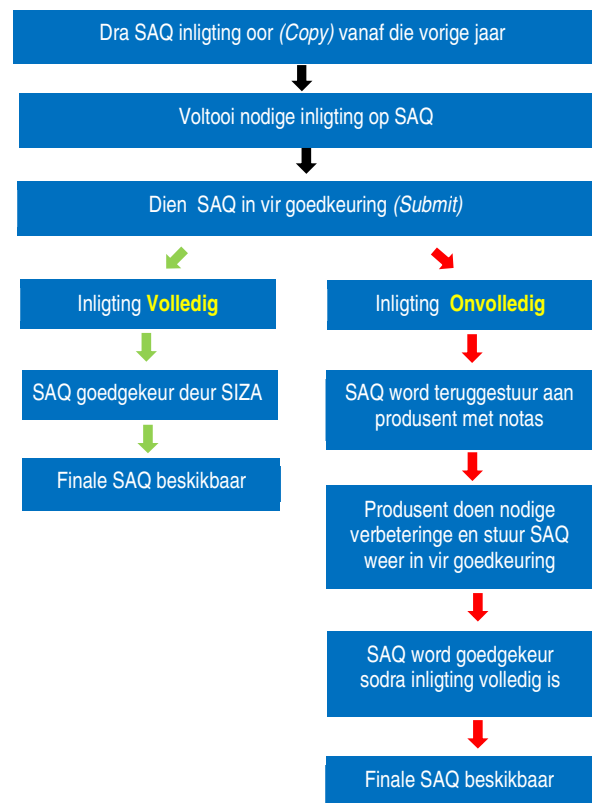 Dra SAQ inligting oor (Copy) vanaf die vorige jaar
Voltooi nodige inligting op SAQ
Dien SAQ in vir goedkeuring (Submit)
Inligting Volledig
SAQ goedgekeur deur SIZA
Finale SAQ beskikbaar
Inligting Onvolledig
SAQ word teruggestuur aan
produsent met notas
Produsent doen nodige
verbeteringe en stuur SAQ
weer in vir goedkeuring
SAQ word goedgekeur
sodra inligting volledig is
Finale SAQ beskikbaar